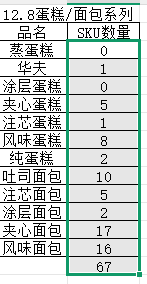 12.8蛋糕/面包系列
品名 SKU数量
蒸蛋糕 0
华夫 1
涂层蛋糕 0
夹心蛋糕 5
注芯蛋糕 1
风味蛋糕 8
纯蛋糕 2
吐司面包 10
注芯面包 5
涂层面包 2
夹心面包 17
风味面包 16
67